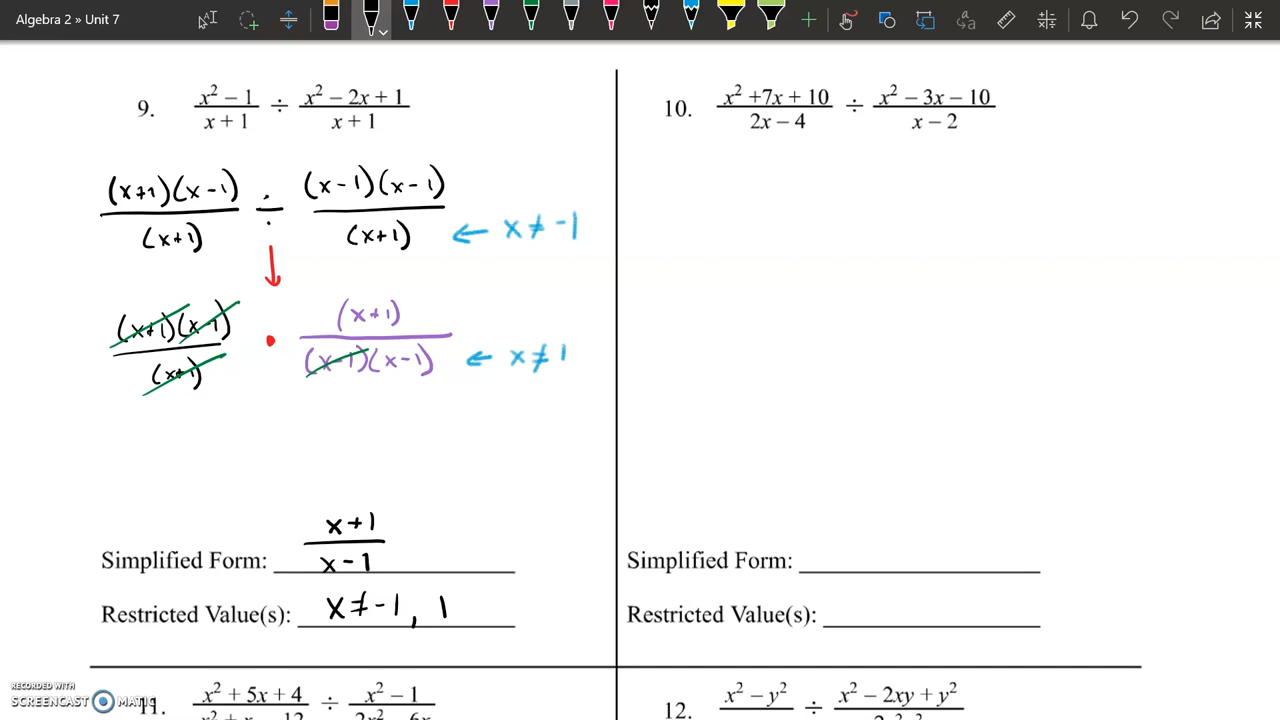 Algebra 2 » Unit 7
9. (x² − 1)/(x + 1) ÷ (x² − 2x + 1)/(x + 1)
(x+1)(x-1)/(x+1) ÷ (x-1)(x-1)/(x+1) ← x ≠ -1
(x+1)(x-1)/(x+1) • (x+1)/(x-1)(x-1) ← x ≠ 1
Simplified Form: (x+1)/(x-1)
Restricted Value(s): x ≠ -1, 1
10. (x² +7x + 10)/(2x − 4) ÷ (x² − 3x − 10)/(x − 2)
Simplified Form:
Restricted Value(s):
RECORDED WITH
SCREENCAST MATIC
11. x² + 5x + 4 ÷ x² − 1
12. x² − y² ÷ x² − 2xy + y²